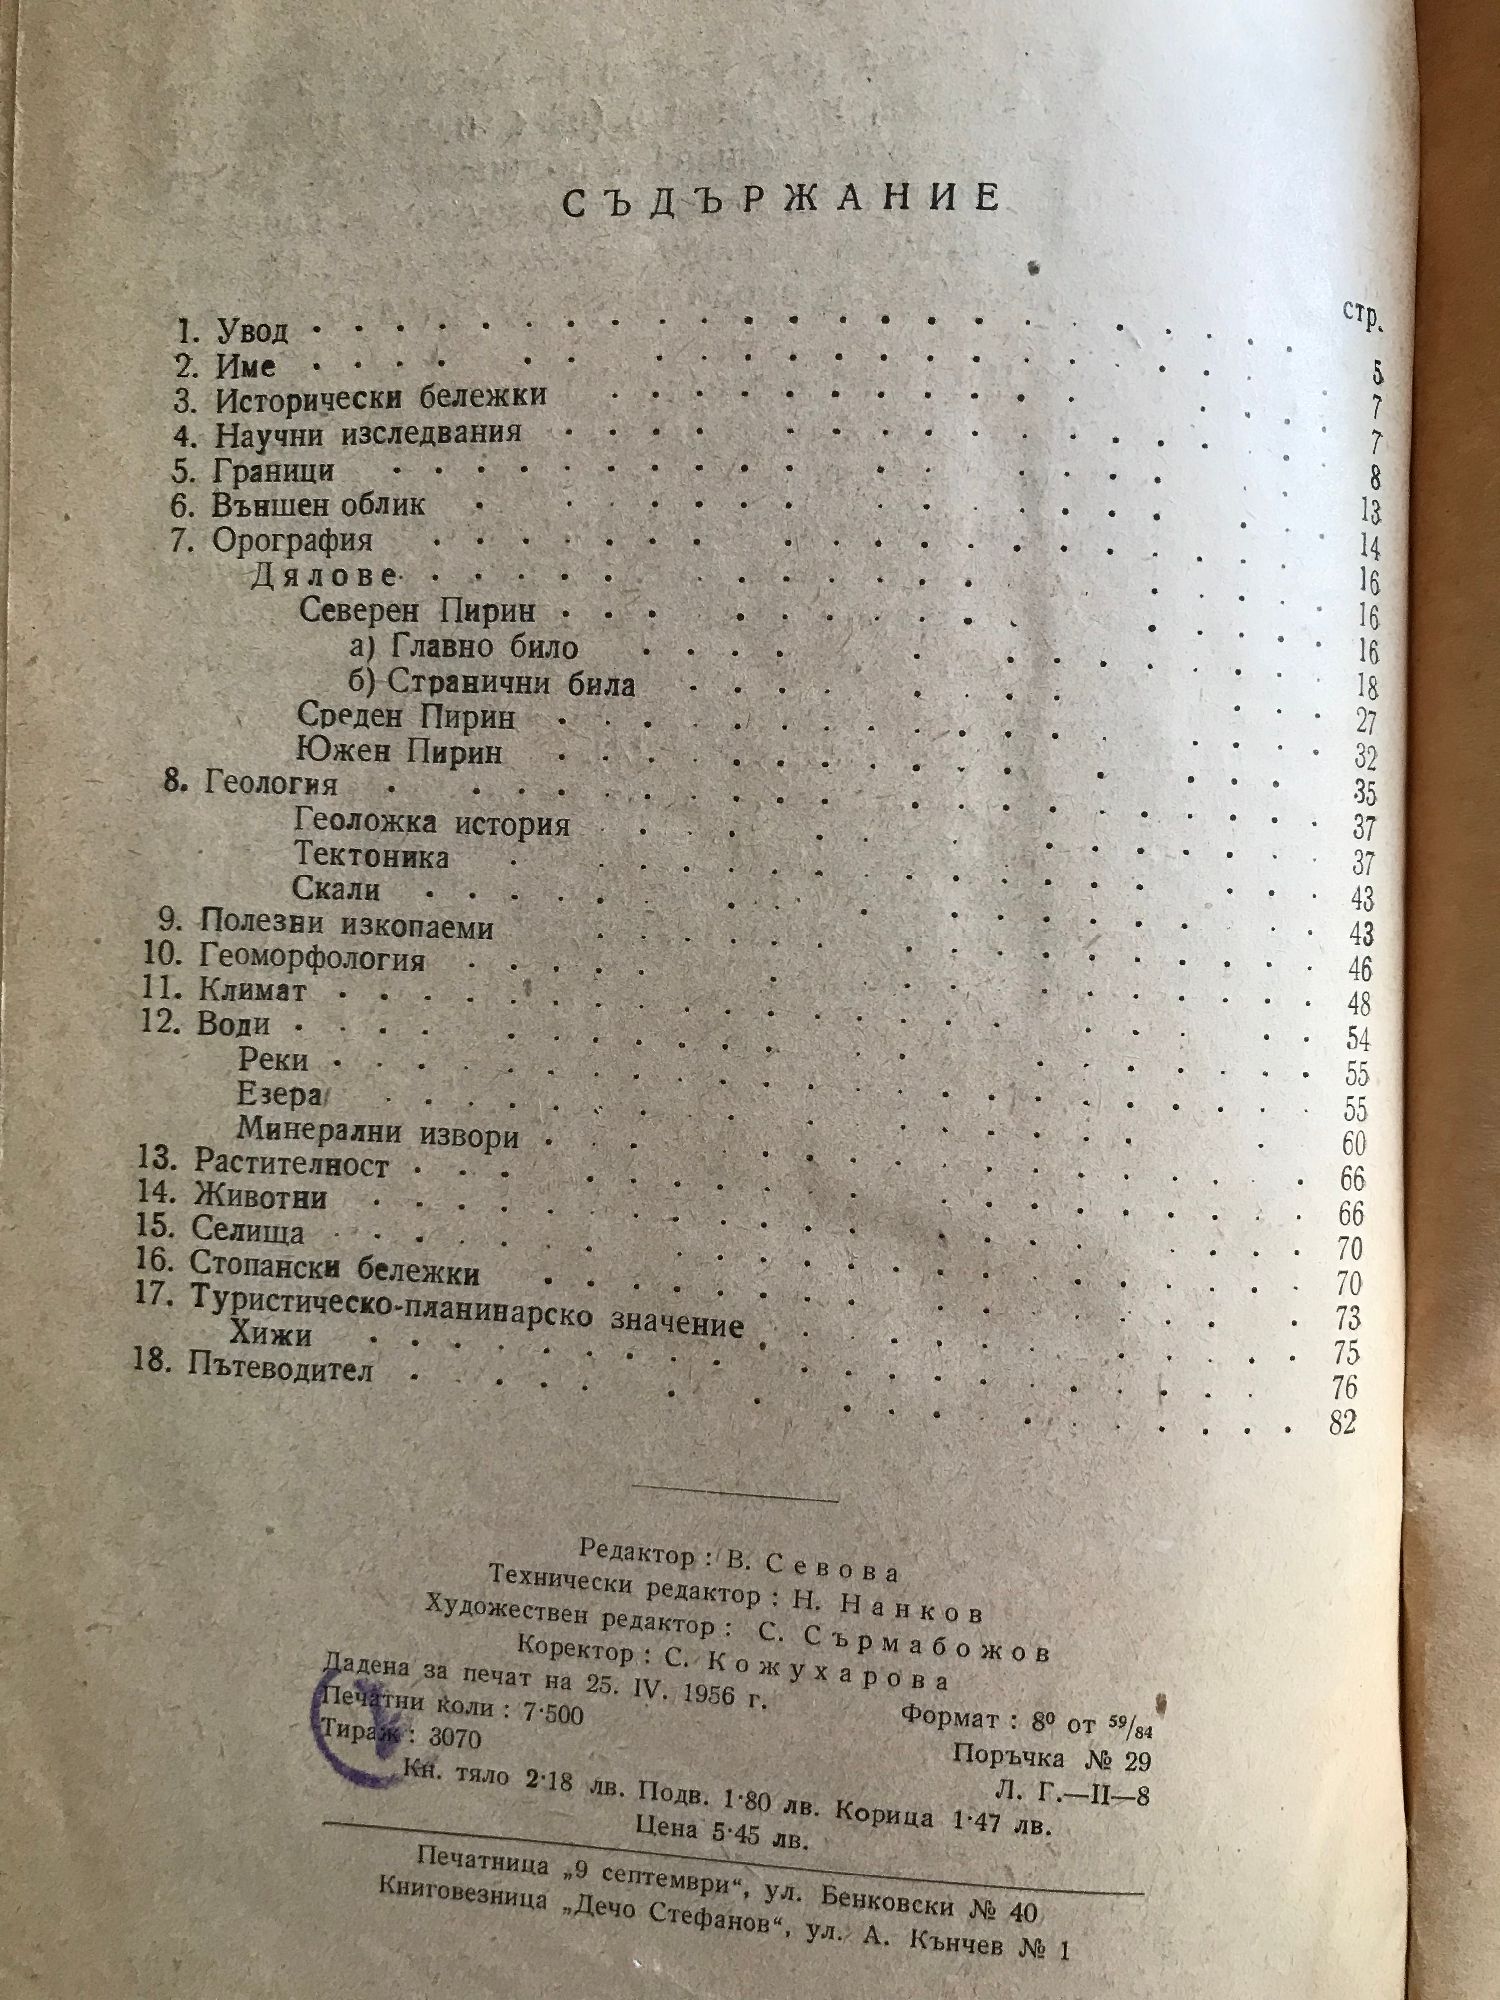 СЪДЪРЖАНИЕ
стр.
1. Увод 5
2. Име 7
3. Исторически бележки 7
4. Научни изследвания 8
5. Граници 13
6. Външен облик 14
7. Орография 16
Дялове 16
Северен Пирин 16
а) Главно било 18
б) Странични била 27
Среден Пирин 32
Южен Пирин 35
8. Геология 37
Геоложка история 37
Тектоника 43
Скали 43
9. Полезни изкопаеми 46
10. Геоморфология 48
11. Климат 54
12. Води 55
Реки 55
Езера 60
Минерални извори 66
13. Растителност 66
14. Животни 70
15. Селища 70
16. Стопански бележки 73
17. Туристическо-планинарско значение 75
Хижи 76
18. Пътеводител 82
Редактор: В. Севова
Технически редактор: Н. Нанков
Художествен редактор: С. Сърмабожов
Коректор: С. Кожухарова
Дадена за печат на 25. IV. 1956 г.
Печатни коли: 7·500 Формат: 8⁰ от 59/84
Тираж: 3070 Поръчка № 29
Л. Г.—II—8
Кн. тяло 2·18 лв. Подв. 1·80 лв. Корица 1·47 лв.
Цена 5·45 лв.
Печатница „9 септември“, ул. Бенковски № 40
Книговезница „Дечо Стефанов“, ул. А. Кънчев № 1